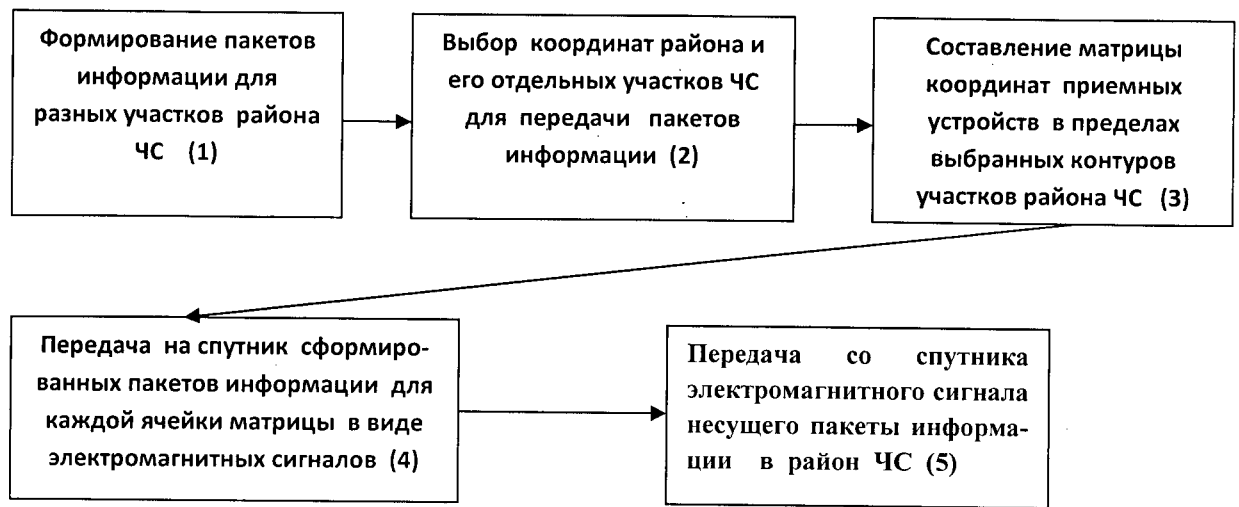 Формирование пакетов
информации для
разных участков района
ЧС (1)
Выбор координат района и
его отдельных участков ЧС
для передачи пакетов
информации (2)
Составление матрицы
координат приемных
устройств в пределах
выбранных контуров
участков района ЧС (3)
Передача на спутник сформиро-
ванных пакетов информации для
каждой ячейки матрицы в виде
электромагнитных сигналов (4)
Передача со спутника
электромагнитного сигнала
несущего пакеты информа-
ции в район ЧС (5)